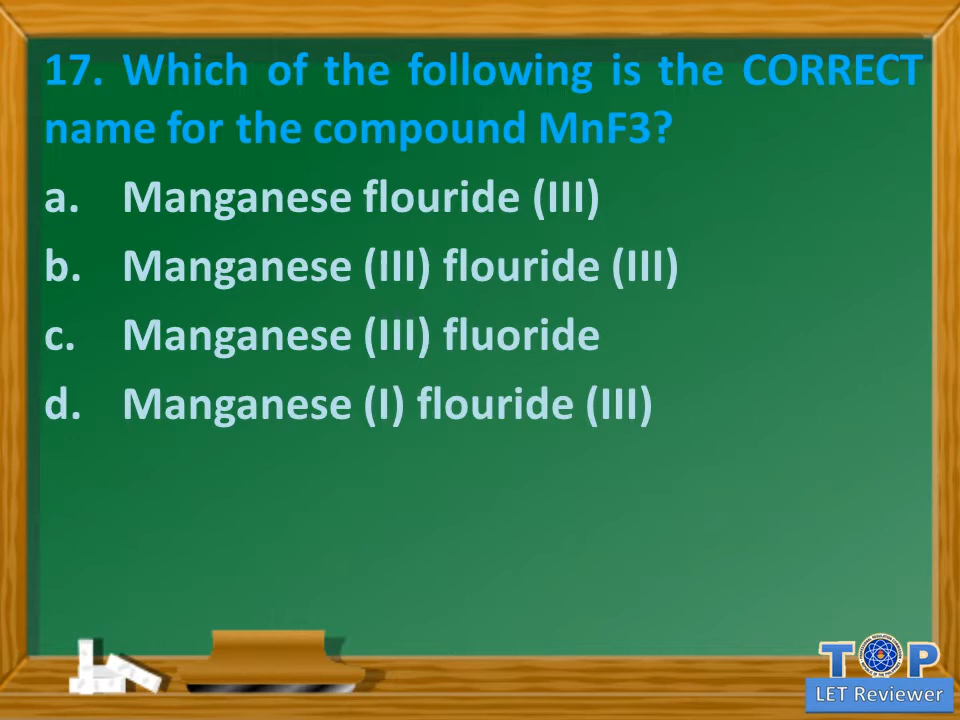 17. Which of the following is the CORRECT
name for the compound MnF3?
a. Manganese flouride (III)
b. Manganese (III) flouride (III)
c. Manganese (III) fluoride
d. Manganese (I) flouride (III)
TOP
LET Reviewer